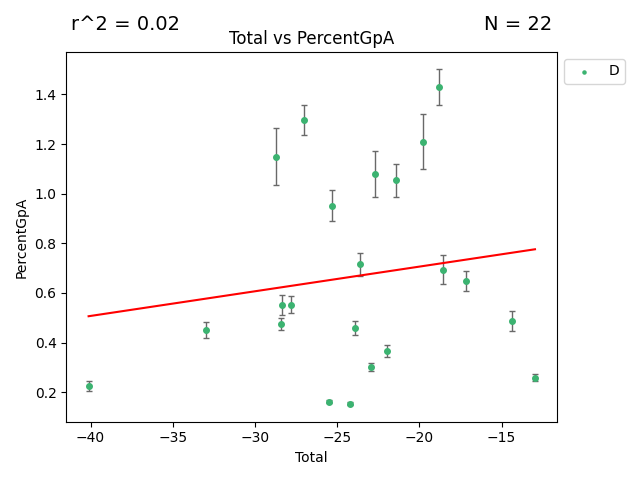 r^2 = 0.02
N = 22
Total vs PercentGpA
D
PercentGpA
1.4
1.2
1.0
0.8
0.6
0.4
0.2
−40
−35
−30
−25
−20
−15
Total